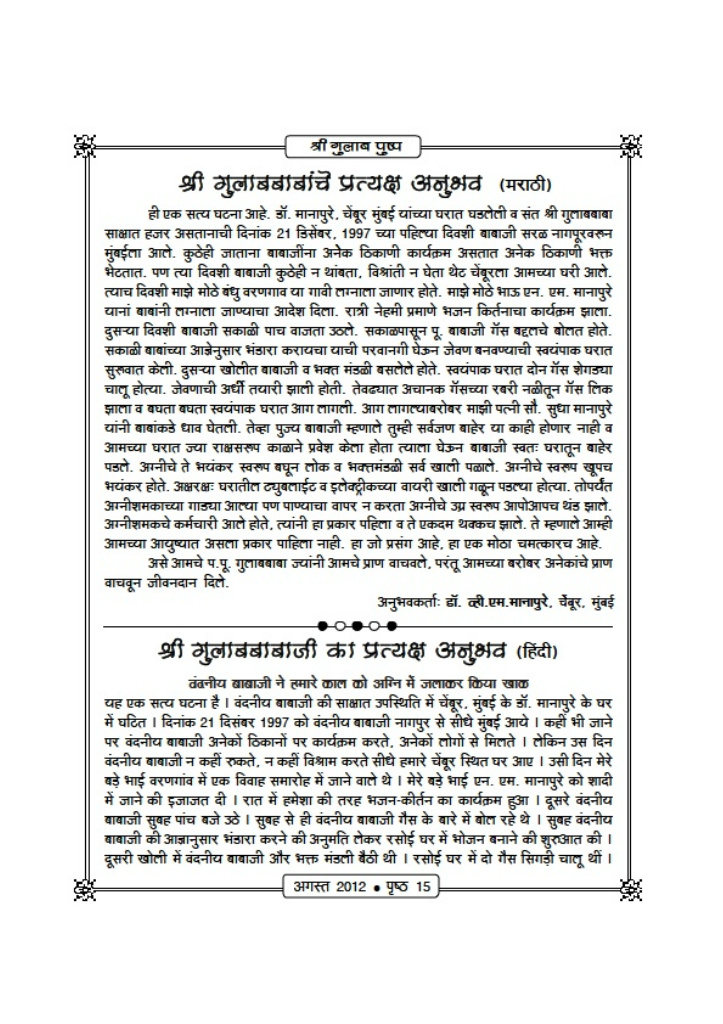 श्री गुलाब पुष्प
श्री गुलाबबाबांचे प्रत्यक्ष अनुभव (मराठी)
ही एक सत्य घटना आहे. डॉ. मानापुरे, चेंबूर मुंबई यांच्या घरात घडलेली व संत श्री गुलाबबाबा
साक्षात हजर असतानाची दिनांक 21 डिसेंबर, 1997 च्या पहिल्या दिवशी बाबाजी सरळ नागपूरवरून
मुंबईला आले. कुठेही जाताना बाबाजींना अनेक ठिकाणी कार्यक्रम असतात अनेक ठिकाणी भक्त
भेटतात. पण त्या दिवशी बाबाजी कुठेही न थांबता, विश्रांती न घेता थेट चेंबूरला आमच्या घरी आले.
त्याच दिवशी माझे मोठे बंधु वरणगाव या गावी लग्नाला जाणार होते. माझे मोठे भाऊ एन. एम. मानापुरे
यानां बाबांनी लग्नाला जाण्याचा आदेश दिला. रात्री नेहमी प्रमाणे भजन किर्तनाचा कार्यक्रम झाला.
दुसऱ्या दिवशी बाबाजी सकाळी पाच वाजता उठले. सकाळपासून पू. बाबाजी गॅस बद्दलचे बोलत होते.
सकाळी बाबांच्या आज्ञेनुसार भंडारा करायचा याची परवानगी घेऊन जेवण बनवण्याची स्वयंपाक घरात
सुरुवात केली. दुसऱ्या खोलीत बाबाजी व भक्त मंडळी बसलेले होते. स्वयंपाक घरात दोन गॅस शेगड्या
चालू होत्या. जेवणाची अर्धी तयारी झाली होती. तेवढ्यात अचानक गॅसच्या रबरी नळीतून गॅस लिक
झाला व बघता बघता स्वयंपाक घरात आग लागली. आग लागल्याबरोबर माझी पत्नी सौ. सुधा मानापुरे
यांनी बाबांकडे धाव घेतली. तेव्हा पुज्य बाबाजी म्हणाले तुम्ही सर्वजण बाहेर या काही होणार नाही व
आमच्या घरात ज्या राक्षसरूप काळाने प्रवेश केला होता त्याला घेऊन बाबाजी स्वतः घरातून बाहेर
पडले. अग्नीचे ते भयंकर स्वरूप बघून लोक व भक्तमंडळी सर्व खाली पळाले. अग्नीचे स्वरूप खूपच
भयंकर होते. अक्षरक्षः घरातील ट्युबलाईट व इलेक्ट्रीकच्या वायरी खाली गळून पडल्या होत्या. तोपर्यंत
अग्नीशमकाच्या गाड्या आल्या पण पाण्याचा वापर न करता अग्नीचे उग्र स्वरूप आपोआपच थंड झाले.
अग्नीशमकचे कर्मचारी आले होते, त्यांनी हा प्रकार पहिला व ते एकदम थक्कच झाले. ते म्हणाले आम्ही
आमच्या आयुष्यात असला प्रकार पाहिला नाही. हा जो प्रसंग आहे, हा एक मोठा चमत्कारच आहे.
असे आमचे प.पू. गुलाबबाबा ज्यांनी आमचे प्राण वाचवले, परंतू आमच्या बरोबर अनेकांचे प्राण
वाचवून जीवनदान दिले.
अनुभवकर्ताः डॉ. व्ही.एम.मानापुरे, चेंबूर, मुंबई
श्री गुलाबबाबाजी का प्रत्यक्ष अनुभव (हिंदी)
वंदनीय बाबाजी ने हमारे काल को अग्नि में जलाकर किया खाक
यह एक सत्य घटना है । वंदनीय बाबाजी की साक्षात उपस्थिति में चेंबूर, मुंबई के डॉ. मानापुरे के घर
में घटित । दिनांक 21 दिसंबर 1997 को वंदनीय बाबाजी नागपुर से सीधे मुंबई आये । कहीं भी जाने
पर वंदनीय बाबाजी अनेकों ठिकानों पर कार्यक्रम करते, अनेकों लोगों से मिलते । लेकिन उस दिन
वंदनीय बाबाजी न कहीं रुकते, न कहीं विश्राम करते सीधे हमारे चेंबूर स्थित घर आए । उसी दिन मेरे
बड़े भाई वरणगांव में एक विवाह समारोह में जाने वाले थे । मेरे बड़े भाई एन. एम. मानापुरे को शादी
में जाने की इजाजत दी । रात में हमेशा की तरह भजन-कीर्तन का कार्यक्रम हुआ । दूसरे वंदनीय
बाबाजी सुबह पांच बजे उठे । सुबह से ही वंदनीय बाबाजी गैस के बारे में बोल रहे थे । सुबह वंदनीय
बाबाजी की आज्ञानुसार भंडारा करने की अनुमति लेकर रसोई घर में भोजन बनाने की शुरुआत की ।
दूसरी खोली में वंदनीय बाबाजी और भक्त मंडली बैठी थी । रसोई घर में दो गैस सिगड़ी चालू थीं ।
अगस्त 2012 ● पृष्ठ 15